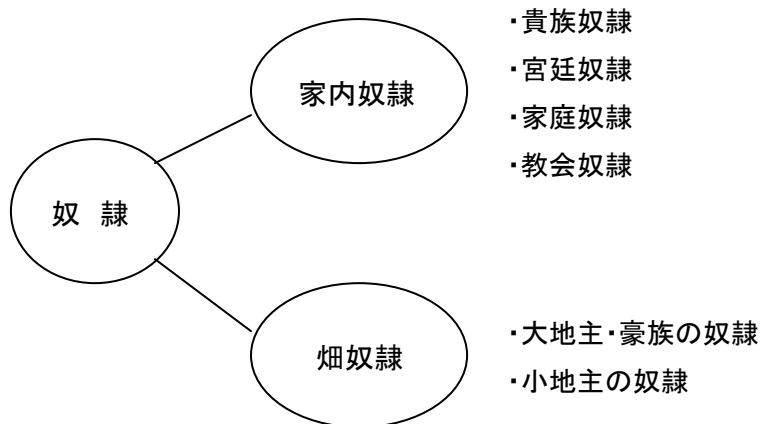 ・貴族奴隷
・宮廷奴隷
家内奴隷
・家庭奴隷
・教会奴隷
奴 隷
・大地主・豪族の奴隷
畑奴隷
・小地主の奴隷